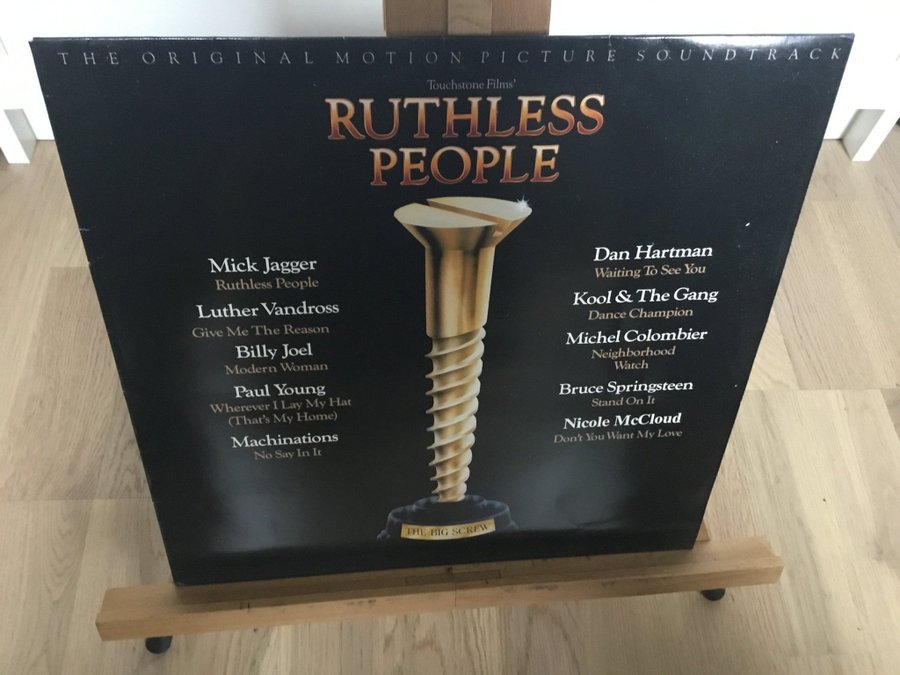 THE ORIGINAL MOTION PICTURE SOUNDTRACK
Touchstone Films'
RUTHLESS
PEOPLE
Mick Jagger
Ruthless People
Luther Vandross
Give Me The Reason
Billy Joel
Modern Woman
Paul Young
Wherever I Lay My Hat
(That's My Home)
Machinations
No Say In It
Dan Hartman
Waiting To See You
Kool & The Gang
Dance Champion
Michel Colombier
Neighborhood
Watch
Bruce Springsteen
Stand On It
Nicole McCloud
Don't You Want My Love
THE BIG SCREW